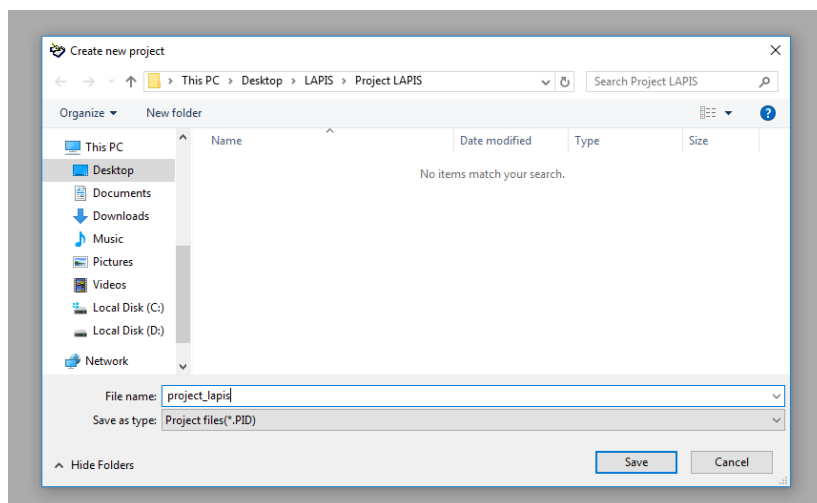 Create new project
This PC > Desktop > LAPIS > Project LAPIS
Search Project LAPIS
Organize
New folder
?
Name
Date modified
Type
Size
No items match your search.
This PC
Desktop
Documents
Downloads
Music
Pictures
Videos
Local Disk (C:)
Local Disk (D:)
Network
File name: project_lapis
Save as type: Project files(*.PID)
Hide Folders
Save
Cancel